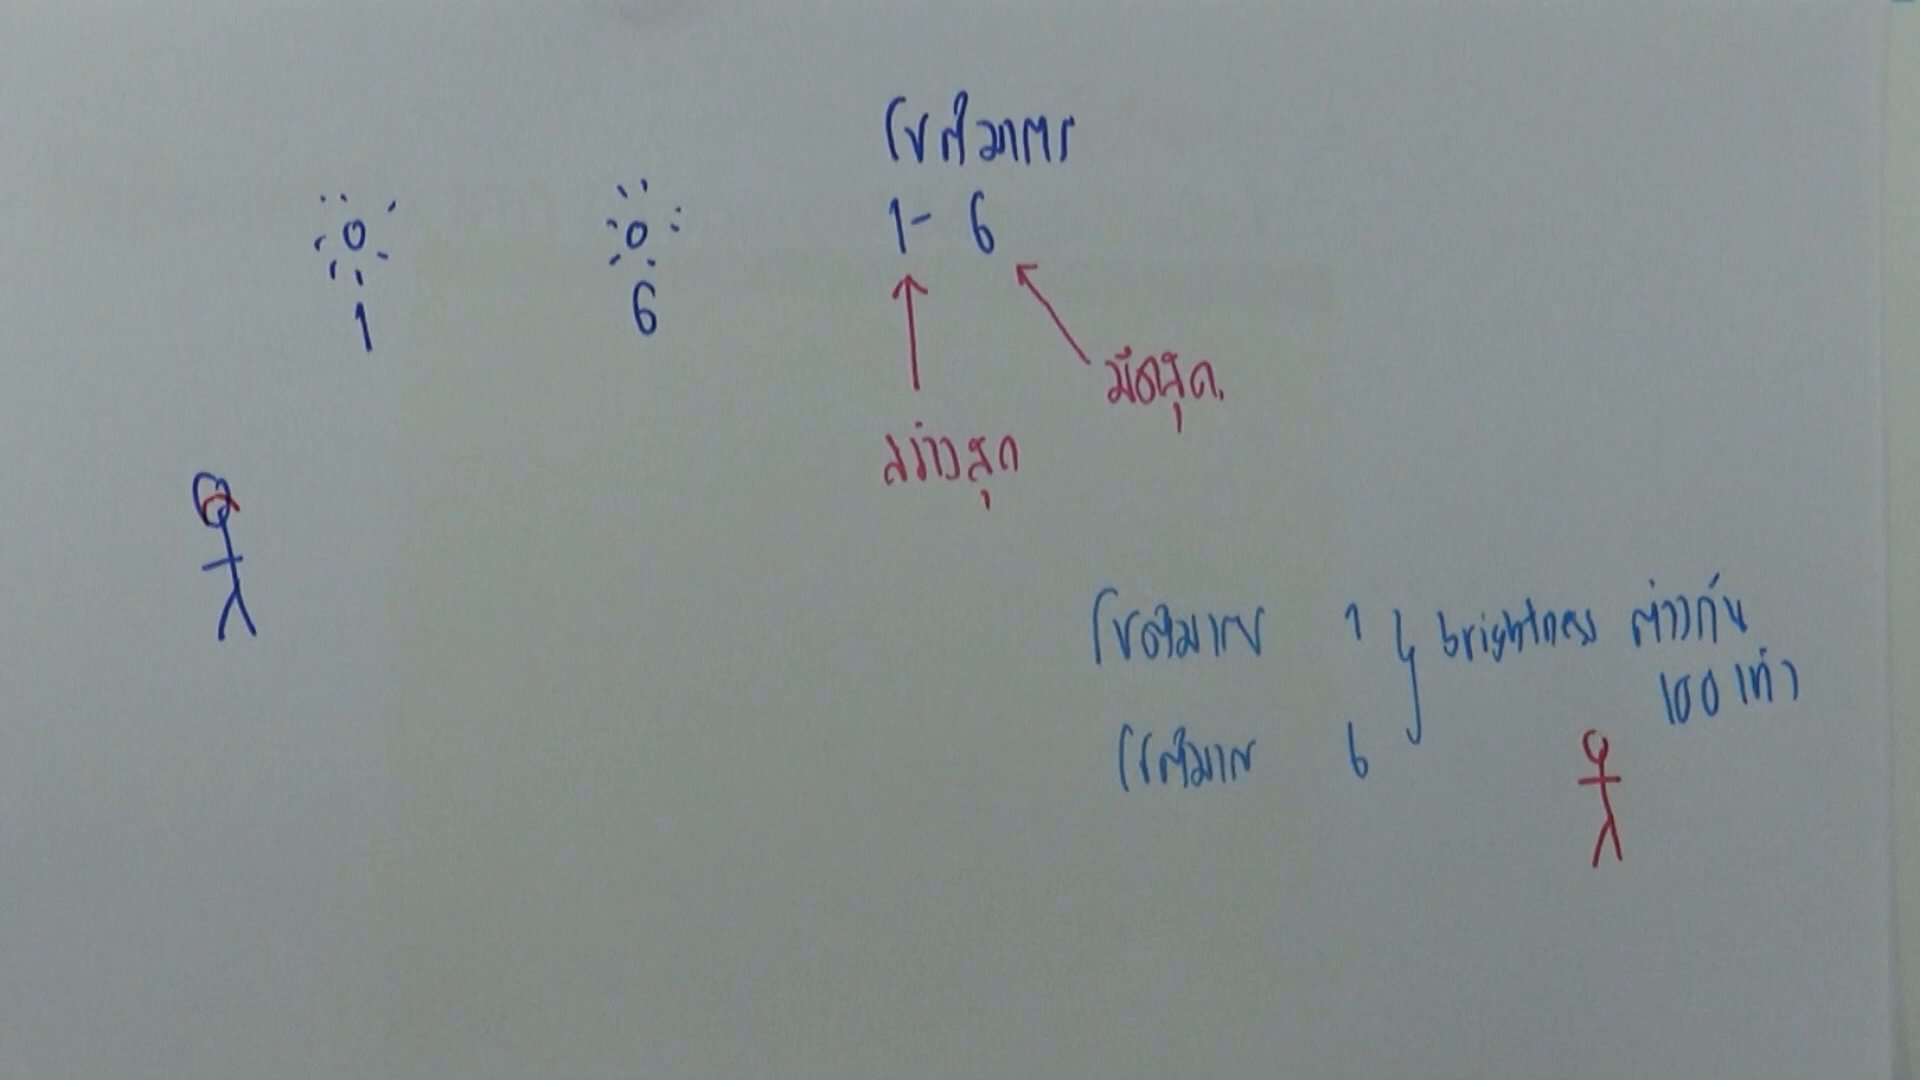 โชติมาตร
1 - 6
1
6
มืดสุด
สว่างสุด
โชติมาตร 1 brightness ต่างกัน
100 เท่า
โชติมาตร 6